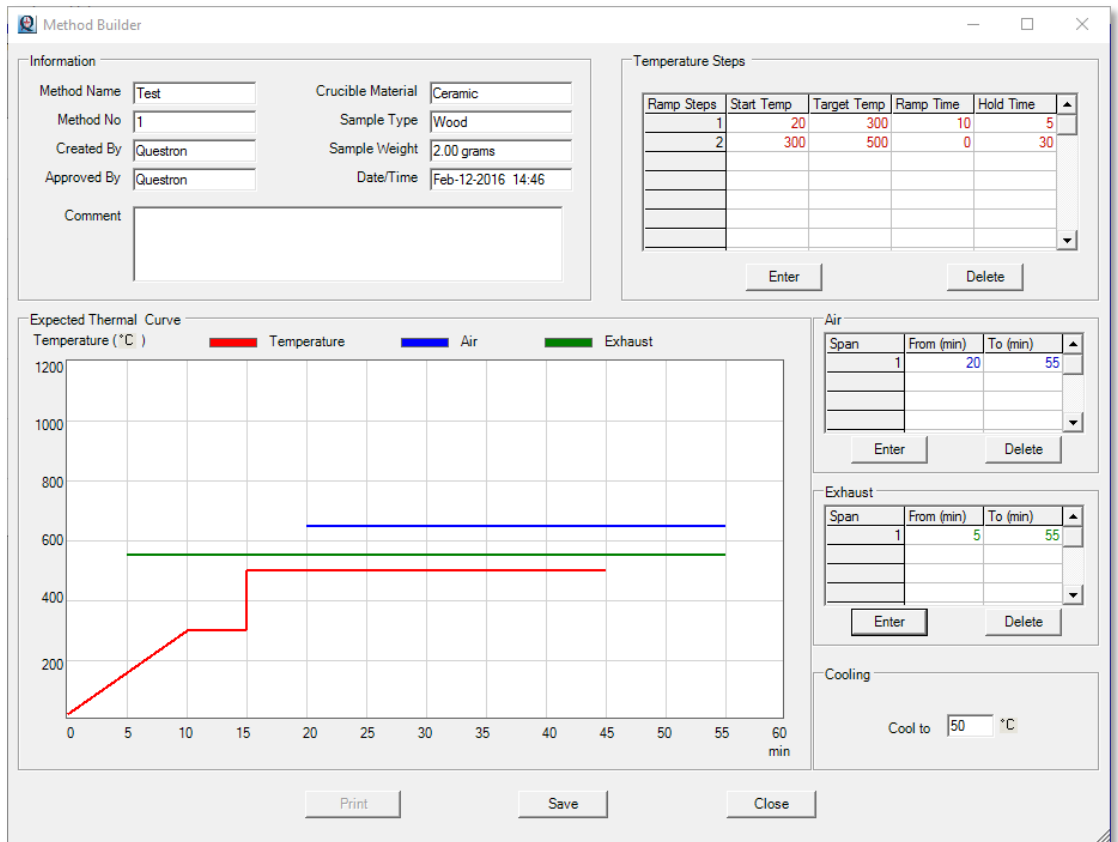 Method Builder
Information
Method Name Test
Crucible Material Ceramic
Method No 1
Sample Type Wood
Created By Questron
Sample Weight 2.00 grams
Approved By Questron
Date/Time Feb-12-2016 14:46
Comment
Temperature Steps
Ramp Steps Start Temp Target Temp Ramp Time Hold Time
1 20 300 10 5
2 300 500 0 30
Enter Delete
Expected Thermal Curve
Temperature (°C ) Temperature Air Exhaust
1200
1000
800
600
400
200
0 5 10 15 20 25 30 35 40 45 50 55 60
min
Air
Span From (min) To (min)
1 20 55
Enter Delete
Exhaust
Span From (min) To (min)
1 5 55
Enter Delete
Cooling
Cool to 50 °C
Print Save Close